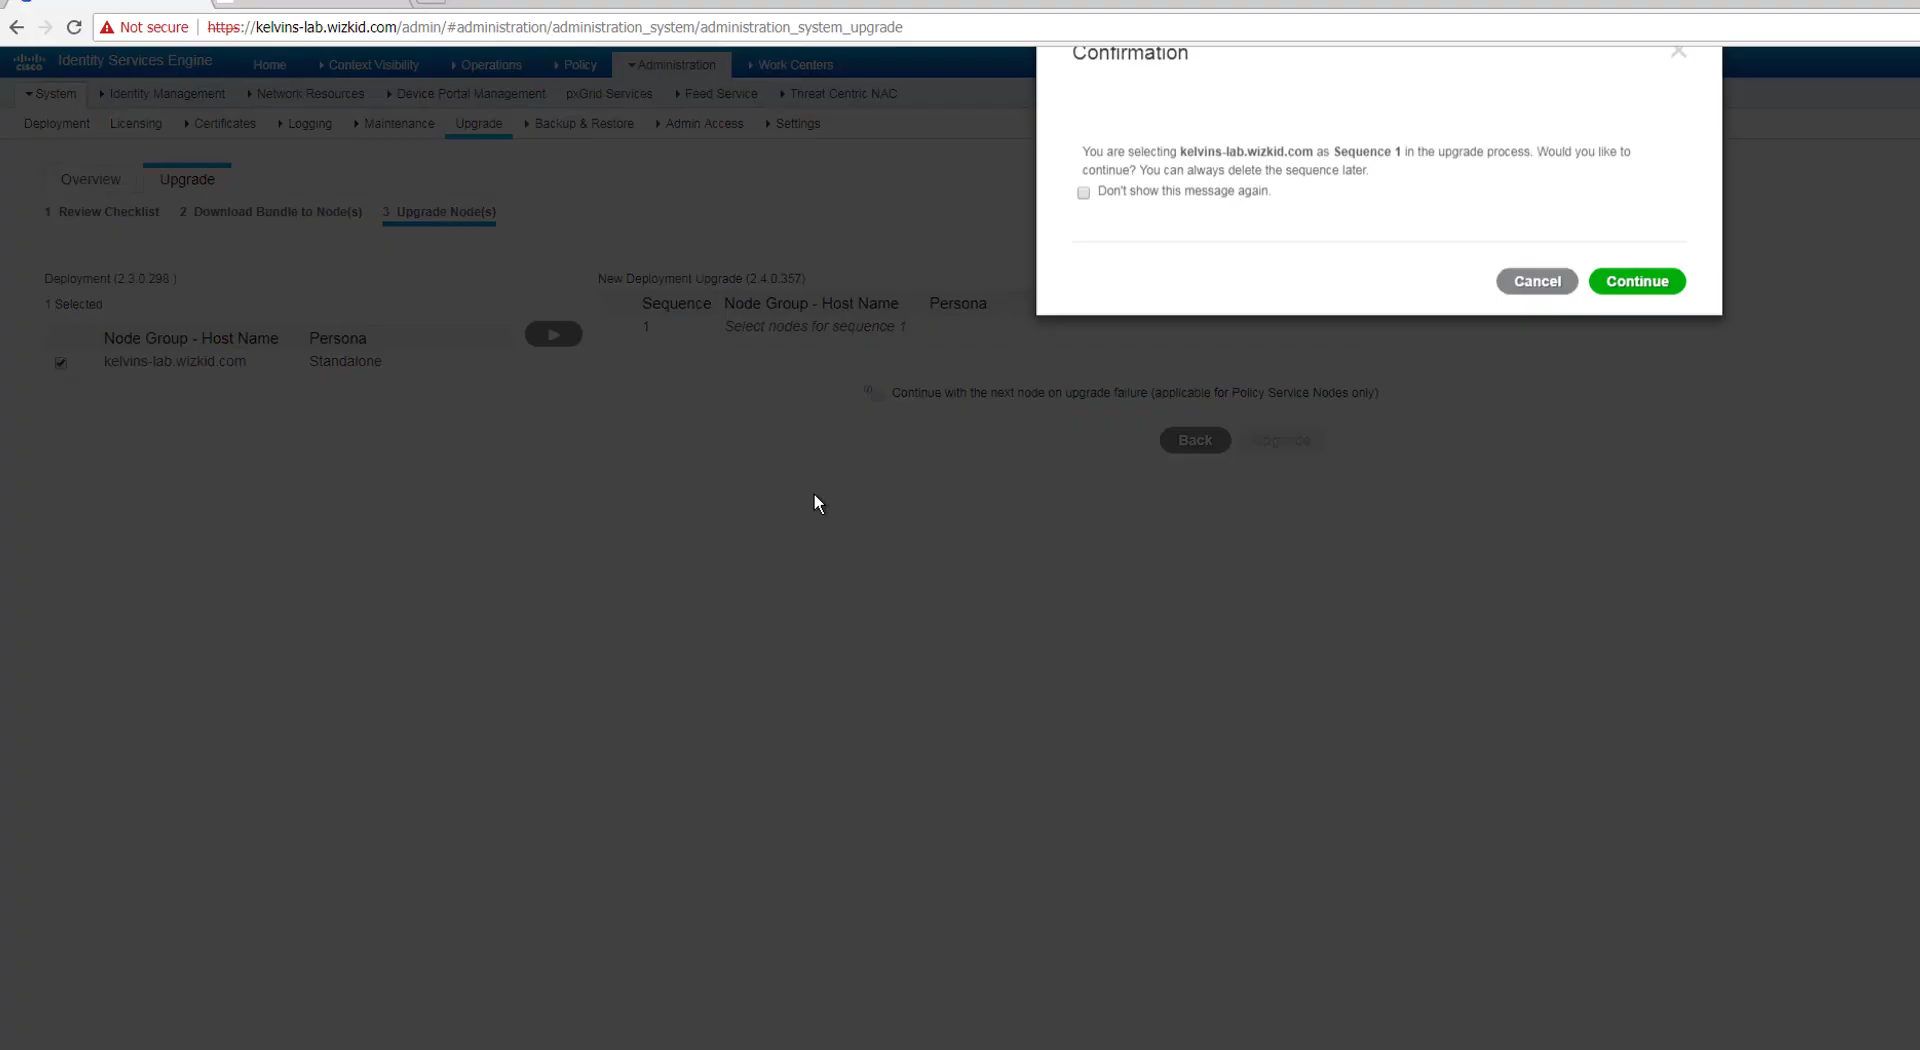 Not secure https://kelvins-lab.wizkid.com/admin/#administration/administration_system/administration_system_upgrade
Confirmation
cisco Identity Services Engine Home Context Visibility Operations Policy Administration Work Centers
System Identity Management Network Resources Device Portal Management pxGrid Services Feed Service Threat Centric NAC
Deployment Licensing Certificates Logging Maintenance Upgrade Backup & Restore Admin Access Settings
You are selecting kelvins-lab.wizkid.com as Sequence 1 in the upgrade process. Would you like to
continue? You can always delete the sequence later.
Don't show this message again.
Cancel Continue
Overview Upgrade
1 Review Checklist 2 Download Bundle to Node(s) 3 Upgrade Node(s)
Deployment (2.3.0.298 )
1 Selected
Node Group - Host Name Persona
kelvins-lab.wizkid.com Standalone
New Deployment Upgrade (2.4.0.357)
Sequence Node Group - Host Name Persona
1 Select nodes for sequence 1
Continue with the next node on upgrade failure (applicable for Policy Service Nodes only)
Back Upgrade